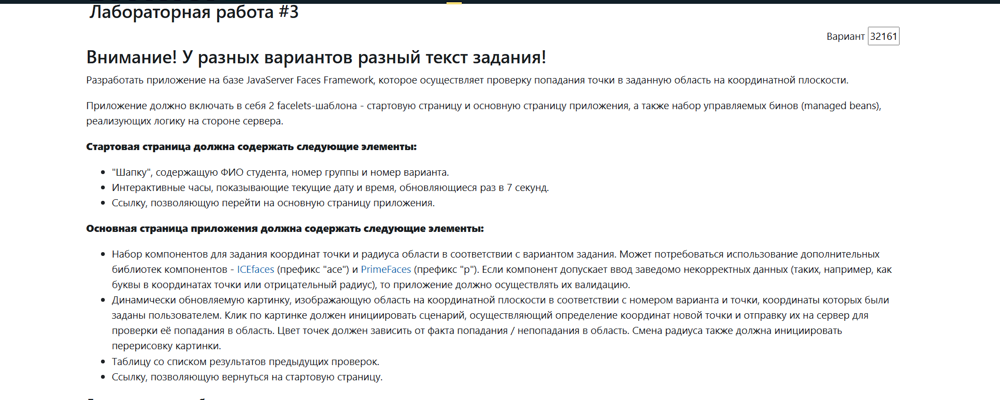 Лабораторная работа #3
Вариант 32161
Внимание! У разных вариантов разный текст задания!
Разработать приложение на базе JavaServer Faces Framework, которое осуществляет проверку попадания точки в заданную область на координатной плоскости.
Приложение должно включать в себя 2 facelets-шаблона - стартовую страницу и основную страницу приложения, а также набор управляемых бинов (managed beans),
реализующих логику на стороне сервера.
Стартовая страница должна содержать следующие элементы:
"Шапку", содержащую ФИО студента, номер группы и номер варианта.
Интерактивные часы, показывающие текущие дату и время, обновляющиеся раз в 7 секунд.
Ссылку, позволяющую перейти на основную страницу приложения.
Основная страница приложения должна содержать следующие элементы:
Набор компонентов для задания координат точки и радиуса области в соответствии с вариантом задания. Может потребоваться использование дополнительных
библиотек компонентов - ICEfaces (префикс "ace") и PrimeFaces (префикс "p"). Если компонент допускает ввод заведомо некорректных данных (таких, например, как
буквы в координатах точки или отрицательный радиус), то приложение должно осуществлять их валидацию.
Динамически обновляемую картинку, изображающую область на координатной плоскости в соответствии с номером варианта и точки, координаты которых были
заданы пользователем. Клик по картинке должен инициировать сценарий, осуществляющий определение координат новой точки и отправку их на сервер для
проверки её попадания в область. Цвет точек должен зависить от факта попадания / непопадания в область. Смена радиуса также должна инициировать
перерисовку картинки.
Таблицу со списком результатов предыдущих проверок.
Ссылку, позволяющую вернуться на стартовую страницу.